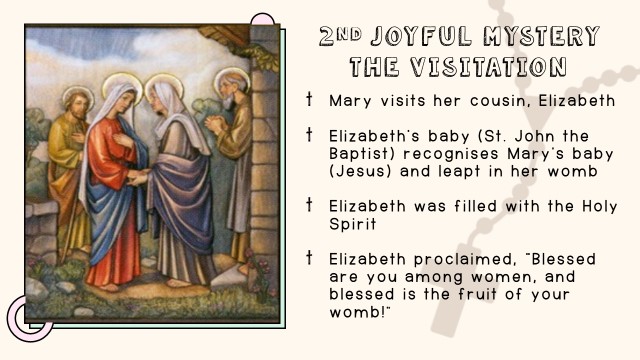 2ND JOYFUL MYSTERY
THE VISITATION
† Mary visits her cousin, Elizabeth
† Elizabeth's baby (St. John the
Baptist) recognises Mary's baby
(Jesus) and leapt in her womb
† Elizabeth was filled with the Holy
Spirit
† Elizabeth proclaimed, "Blessed
are you among women, and
blessed is the fruit of your
womb!"